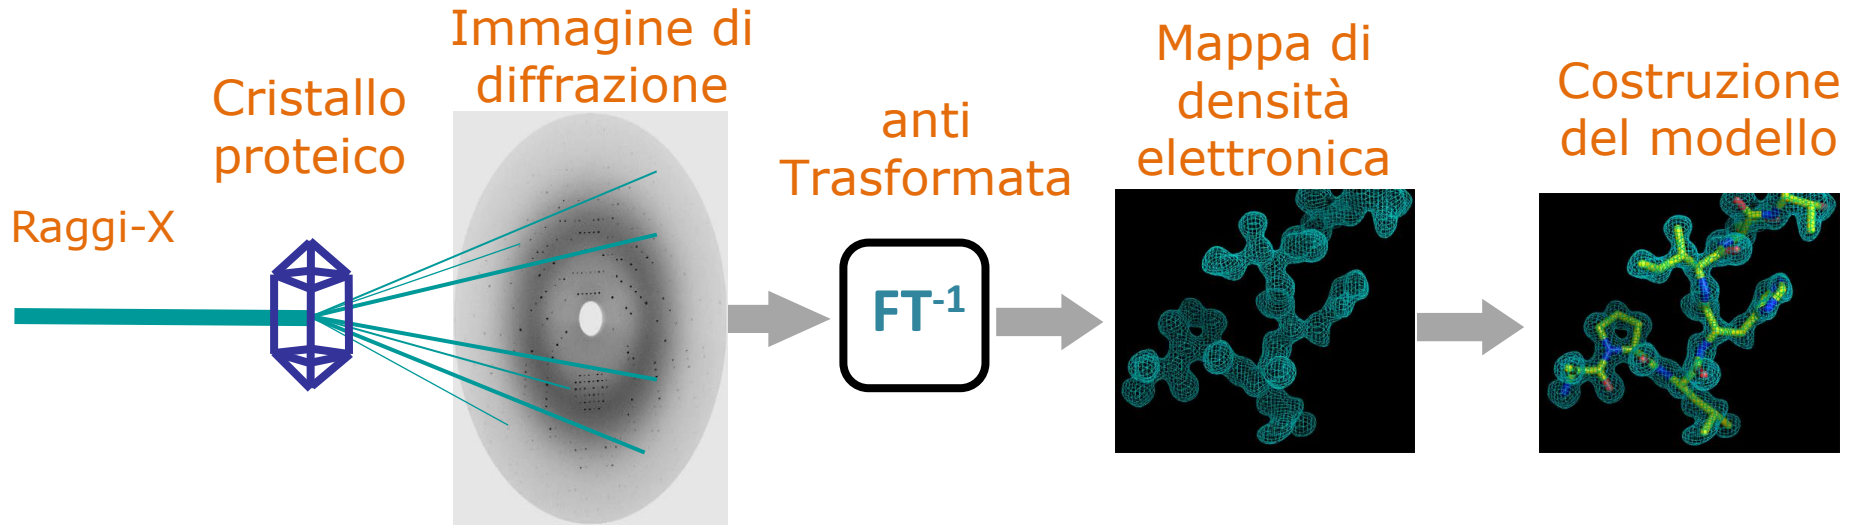 Raggi-X
Cristallo
proteico
Immagine di
diffrazione
anti
Trasformata
FT⁻¹
Mappa di
densità
elettronica
Costruzione
del modello